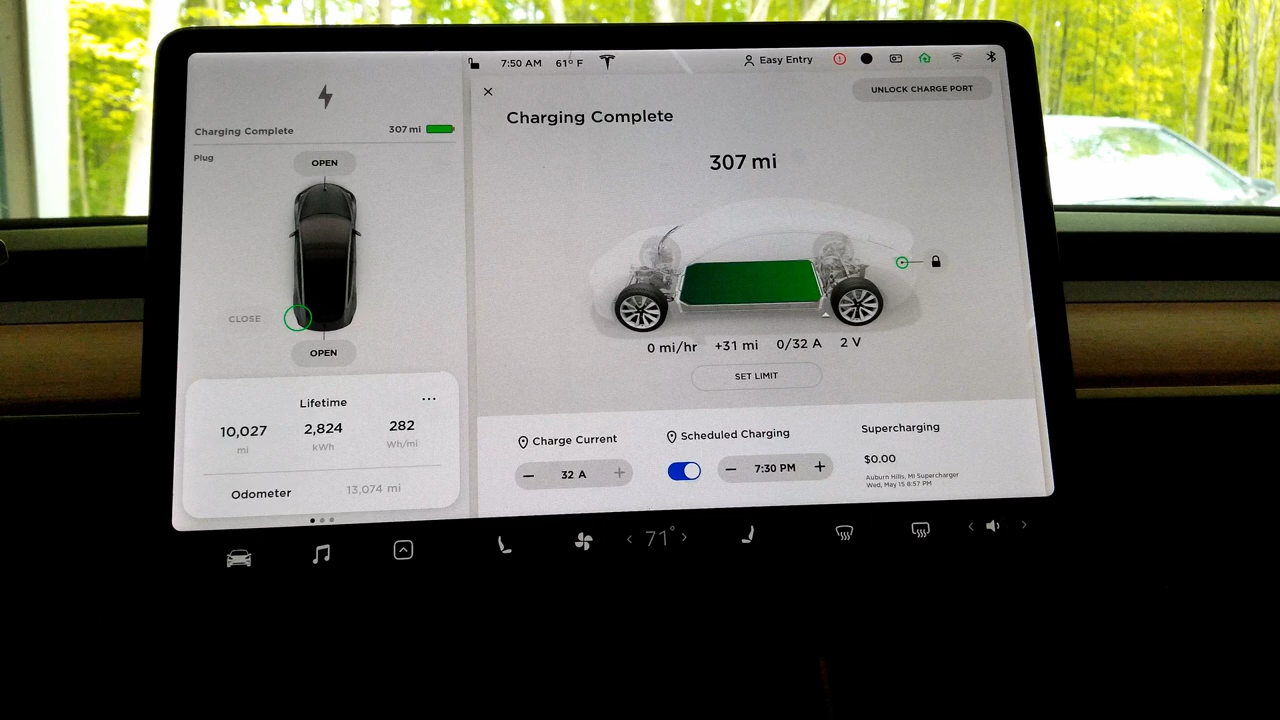 7:50 AM 61° F
Easy Entry
Charging Complete 307 mi
Plug
OPEN
CLOSE
OPEN
Lifetime
10,027 2,824 282
mi kWh Wh/mi
Odometer 13,074 mi
UNLOCK CHARGE PORT
Charging Complete
307 mi
0 mi/hr +31 mi 0/32 A 2 V
SET LIMIT
Charge Current
− 32 A +
Scheduled Charging
− 7:30 PM +
Supercharging
$0.00
Auburn Hills, MI Supercharger
Wed, May 15 8:57 PM
71°